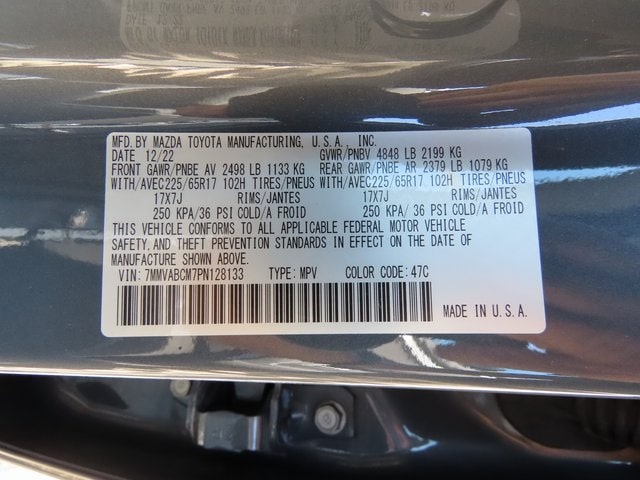 MFD. BY MAZDA TOYOTA MANUFACTURING, U.S.A., INC.
DATE 12/22 GVWR/PNBV 4848 LB 2199 KG
FRONT GAWR/PNBE AV 2498 LB 1133 KG REAR GAWR/PNBE AR 2379 LB 1079 KG
WITH/AVEC225/65R17 102H TIRES/PNEUS WITH/AVEC225/65R17 102H TIRES/PNEUS
17X7J RIMS/JANTES 17X7J RIMS/JANTES
250 KPA/36 PSI COLD/A FROID 250 KPA/ 36 PSI COLD/A FROID
THIS VEHICLE CONFORMS TO ALL APPLICABLE FEDERAL MOTOR VEHICLE
SAFETY,AND THEFT PREVENTION STANDARDS IN EFFECT ON THE DATE OF
MANUFACTURE SHOWN ABOVE.
VIN: 7MMVABCM7PN128133 TYPE: MPV COLOR CODE: 47C
MADE IN U.S.A.